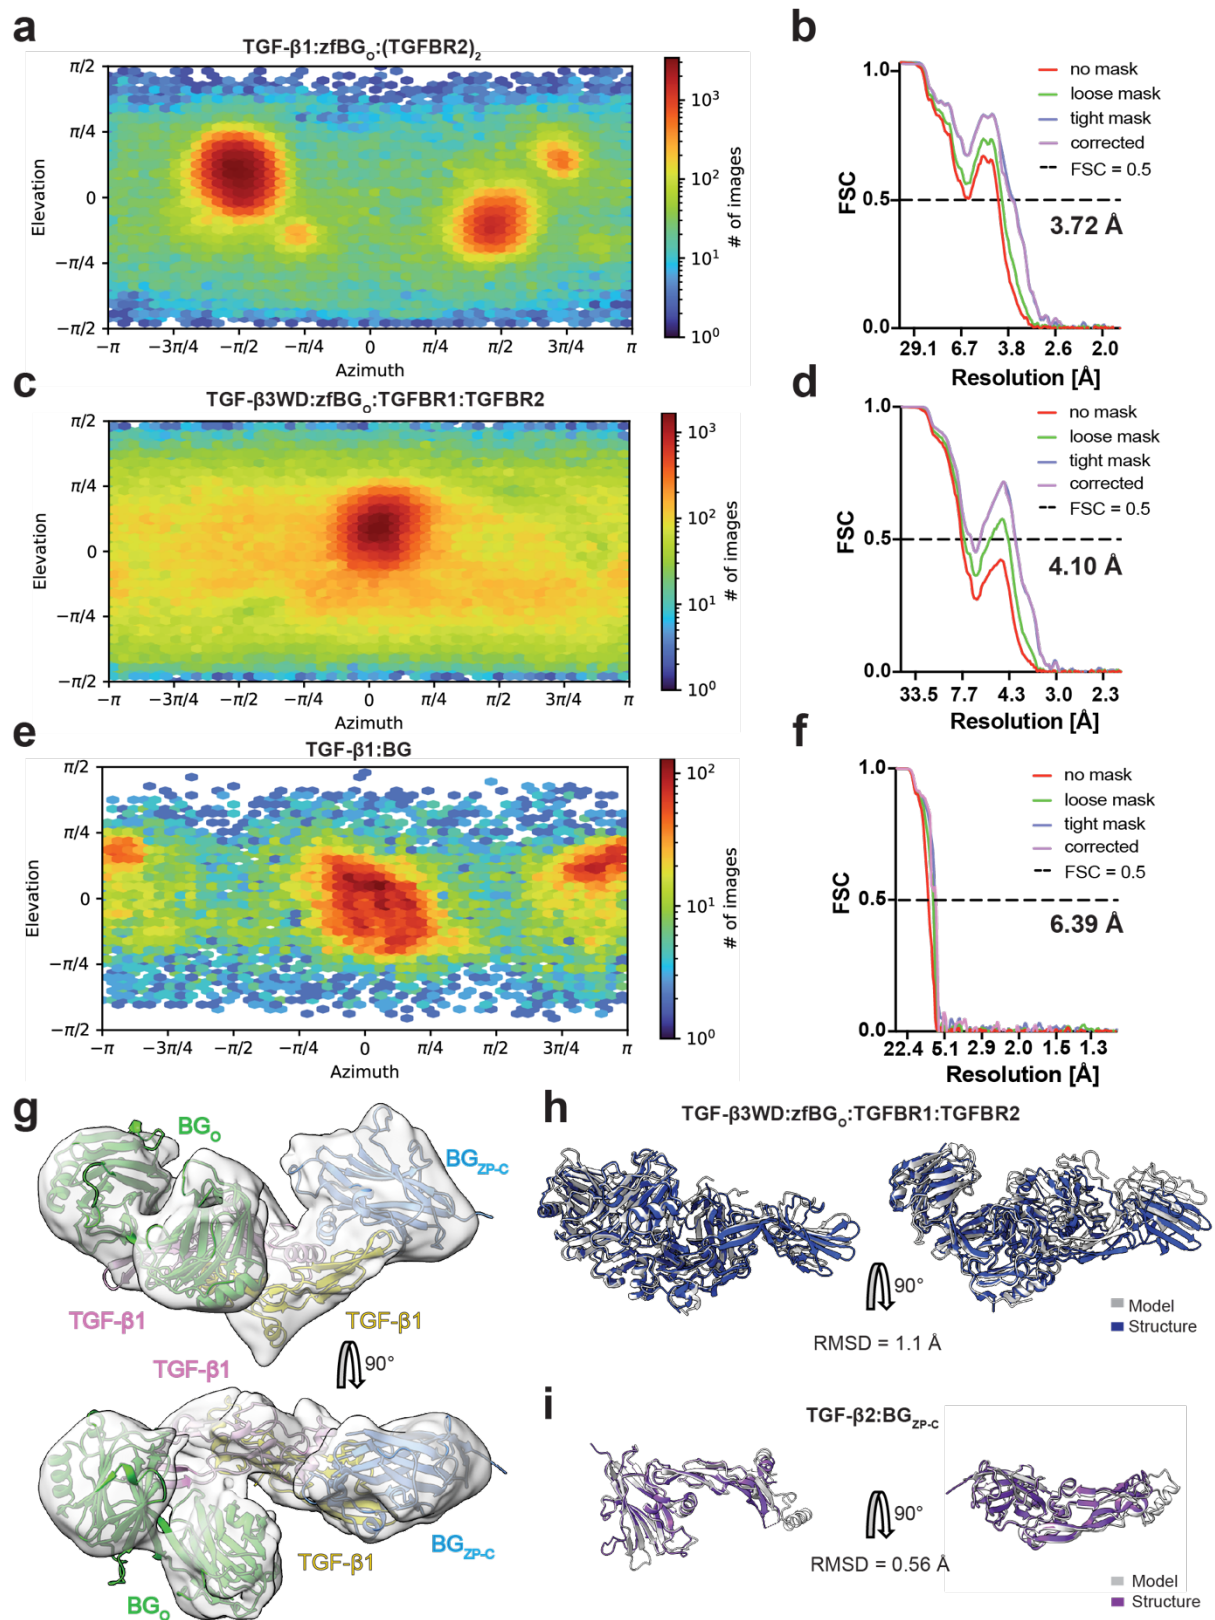 a
TGF-β1:zfBGO:(TGFBR2)2
π/2
π/4
0
−π/4
−π/2
Elevation
−π −3π/4 −π/2 −π/4 0 π/4 π/2 3π/4 π
Azimuth
10³
10²
10¹
10⁰
# of images
b
1.0
0.5
0.0
FSC
no mask
loose mask
tight mask
corrected
FSC = 0.5
3.72 Å
29.1 6.7 3.8 2.6 2.0
Resolution [Å]
c
TGF-β3WD:zfBGO:TGFBR1:TGFBR2
π/2
π/4
0
−π/4
−π/2
Elevation
−π −3π/4 −π/2 −π/4 0 π/4 π/2 3π/4 π
Azimuth
10³
10²
10¹
10⁰
# of images
d
1.0
0.5
0.0
FSC
no mask
loose mask
tight mask
corrected
FSC = 0.5
4.10 Å
33.5 7.7 4.3 3.0 2.3
Resolution [Å]
e
TGF-β1:BG
π/2
π/4
0
−π/4
−π/2
Elevation
−π −3π/4 −π/2 −π/4 0 π/4 π/2 3π/4 π
Azimuth
10²
10¹
10⁰
# of images
f
1.0
0.5
0.0
FSC
no mask
loose mask
tight mask
corrected
FSC = 0.5
6.39 Å
22.4 5.1 2.9 2.0 1.5 1.3
Resolution [Å]
g
BGO
BGZP-C
TGF-β1
TGF-β1
TGF-β1
90°
BGZP-C
TGF-β1
BGO
h
TGF-β3WD:zfBGO:TGFBR1:TGFBR2
90°
RMSD = 1.1 Å
Model
Structure
i
TGF-β2:BGZP-C
90°
RMSD = 0.56 Å
Model
Structure